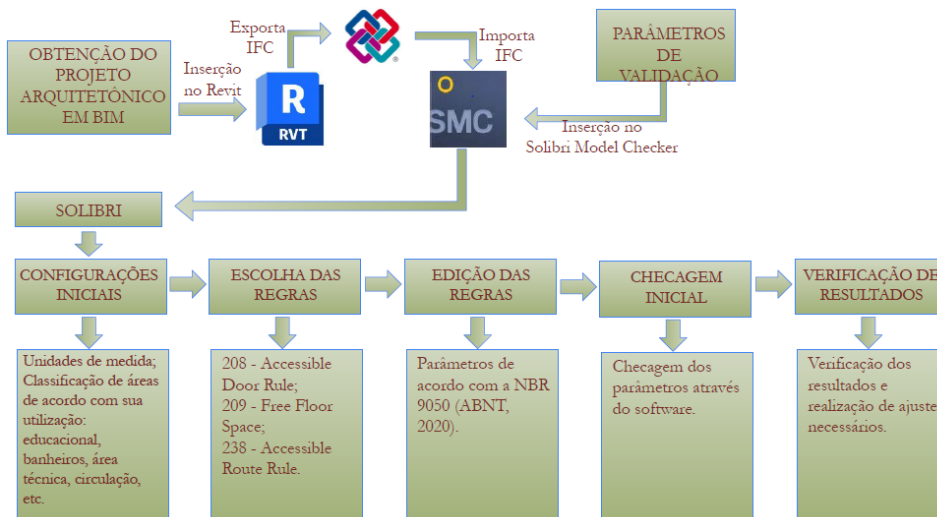 OBTENÇÃO DO
PROJETO
ARQUITETÔNICO
EM BIM
Inserção
no Revit
Exporta
IFC
R
RVT
®
Importa
IFC
O
SMC
PARÂMETROS
DE
VALIDAÇÃO
Inserção no
Solibri Model Checker
SOLIBRI
CONFIGURAÇÕES
INICIAIS
Unidades de medida;
Classificação de áreas
de acordo com sua
utilização:
educacional,
banheiros, área
técnica, circulação,
etc.
ESCOLHA DAS
REGRAS
208 - Accessible
Door Rule;
209 - Free Floor
Space;
238 - Accessible
Route Rule.
EDIÇÃO DAS
REGRAS
Parâmetros de
acordo com a NBR
9050 (ABNT,
2020).
CHECAGEM
INICIAL
Checagem dos
parâmetros através
do software.
VERIFICAÇÃO DE
RESULTADOS
Verificação dos
resultados e
realização de ajuste
necessários.